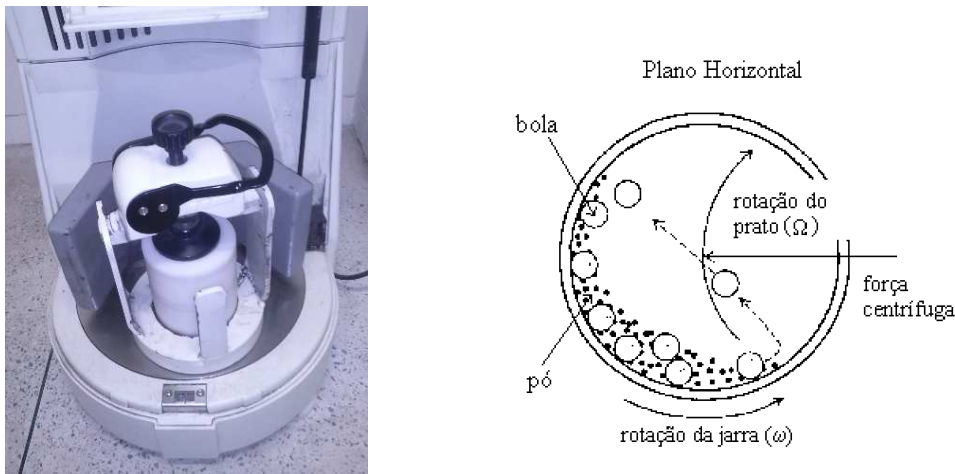 Plano Horizontal
bola
rotação do
prato (Ω)
força
centrífuga
pó
rotação da jarra (ω)